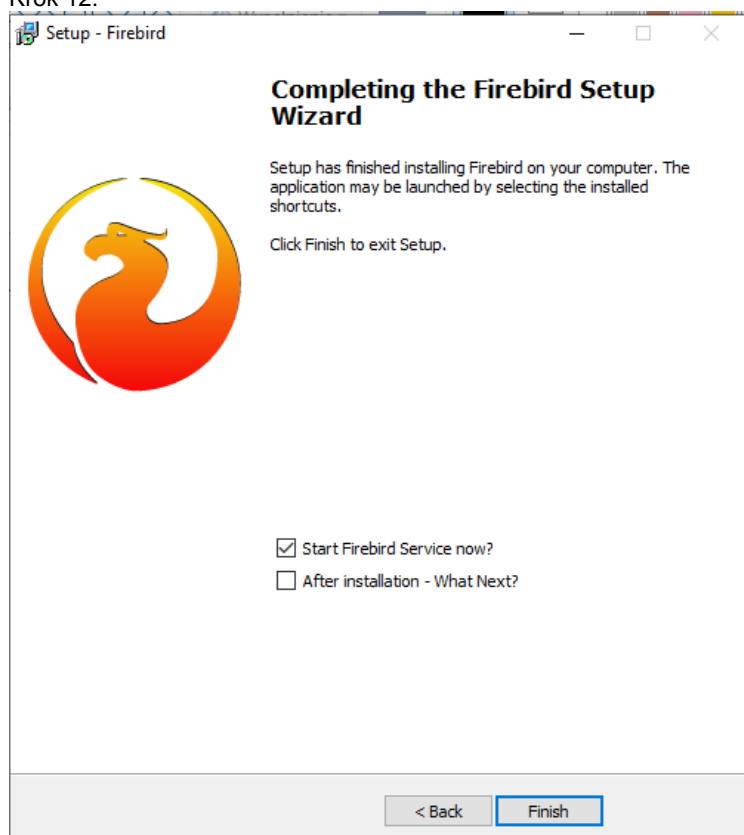 Krok 12.
Setup - Firebird
Completing the Firebird Setup
Wizard
Setup has finished installing Firebird on your computer. The
application may be launched by selecting the installed
shortcuts.
Click Finish to exit Setup.
Start Firebird Service now?
After installation - What Next?
< Back
Finish